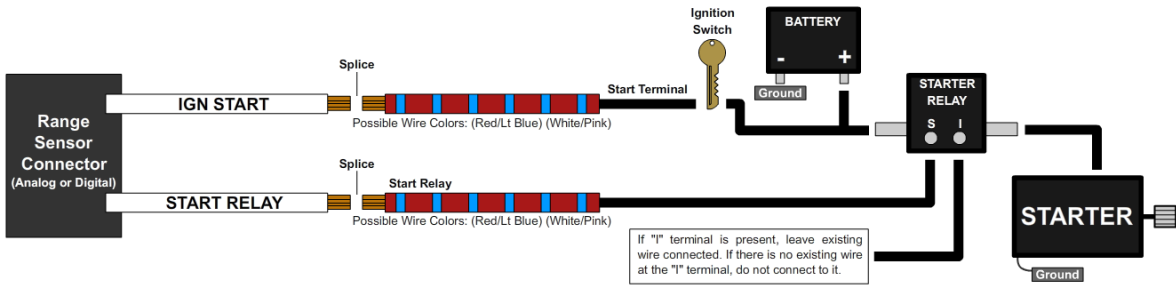 Ignition
Switch
BATTERY
- +
Ground
Range
Sensor
Connector
(Analog or Digital)
IGN START
Splice
Possible Wire Colors: (Red/Lt Blue) (White/Pink)
Start Terminal
STARTER
RELAY
S I
START RELAY
Splice
Start Relay
Possible Wire Colors: (Red/Lt Blue) (White/Pink)
If "I" terminal is present, leave existing
wire connected. If there is no existing wire
at the "I" terminal, do not connect to it.
STARTER
Ground